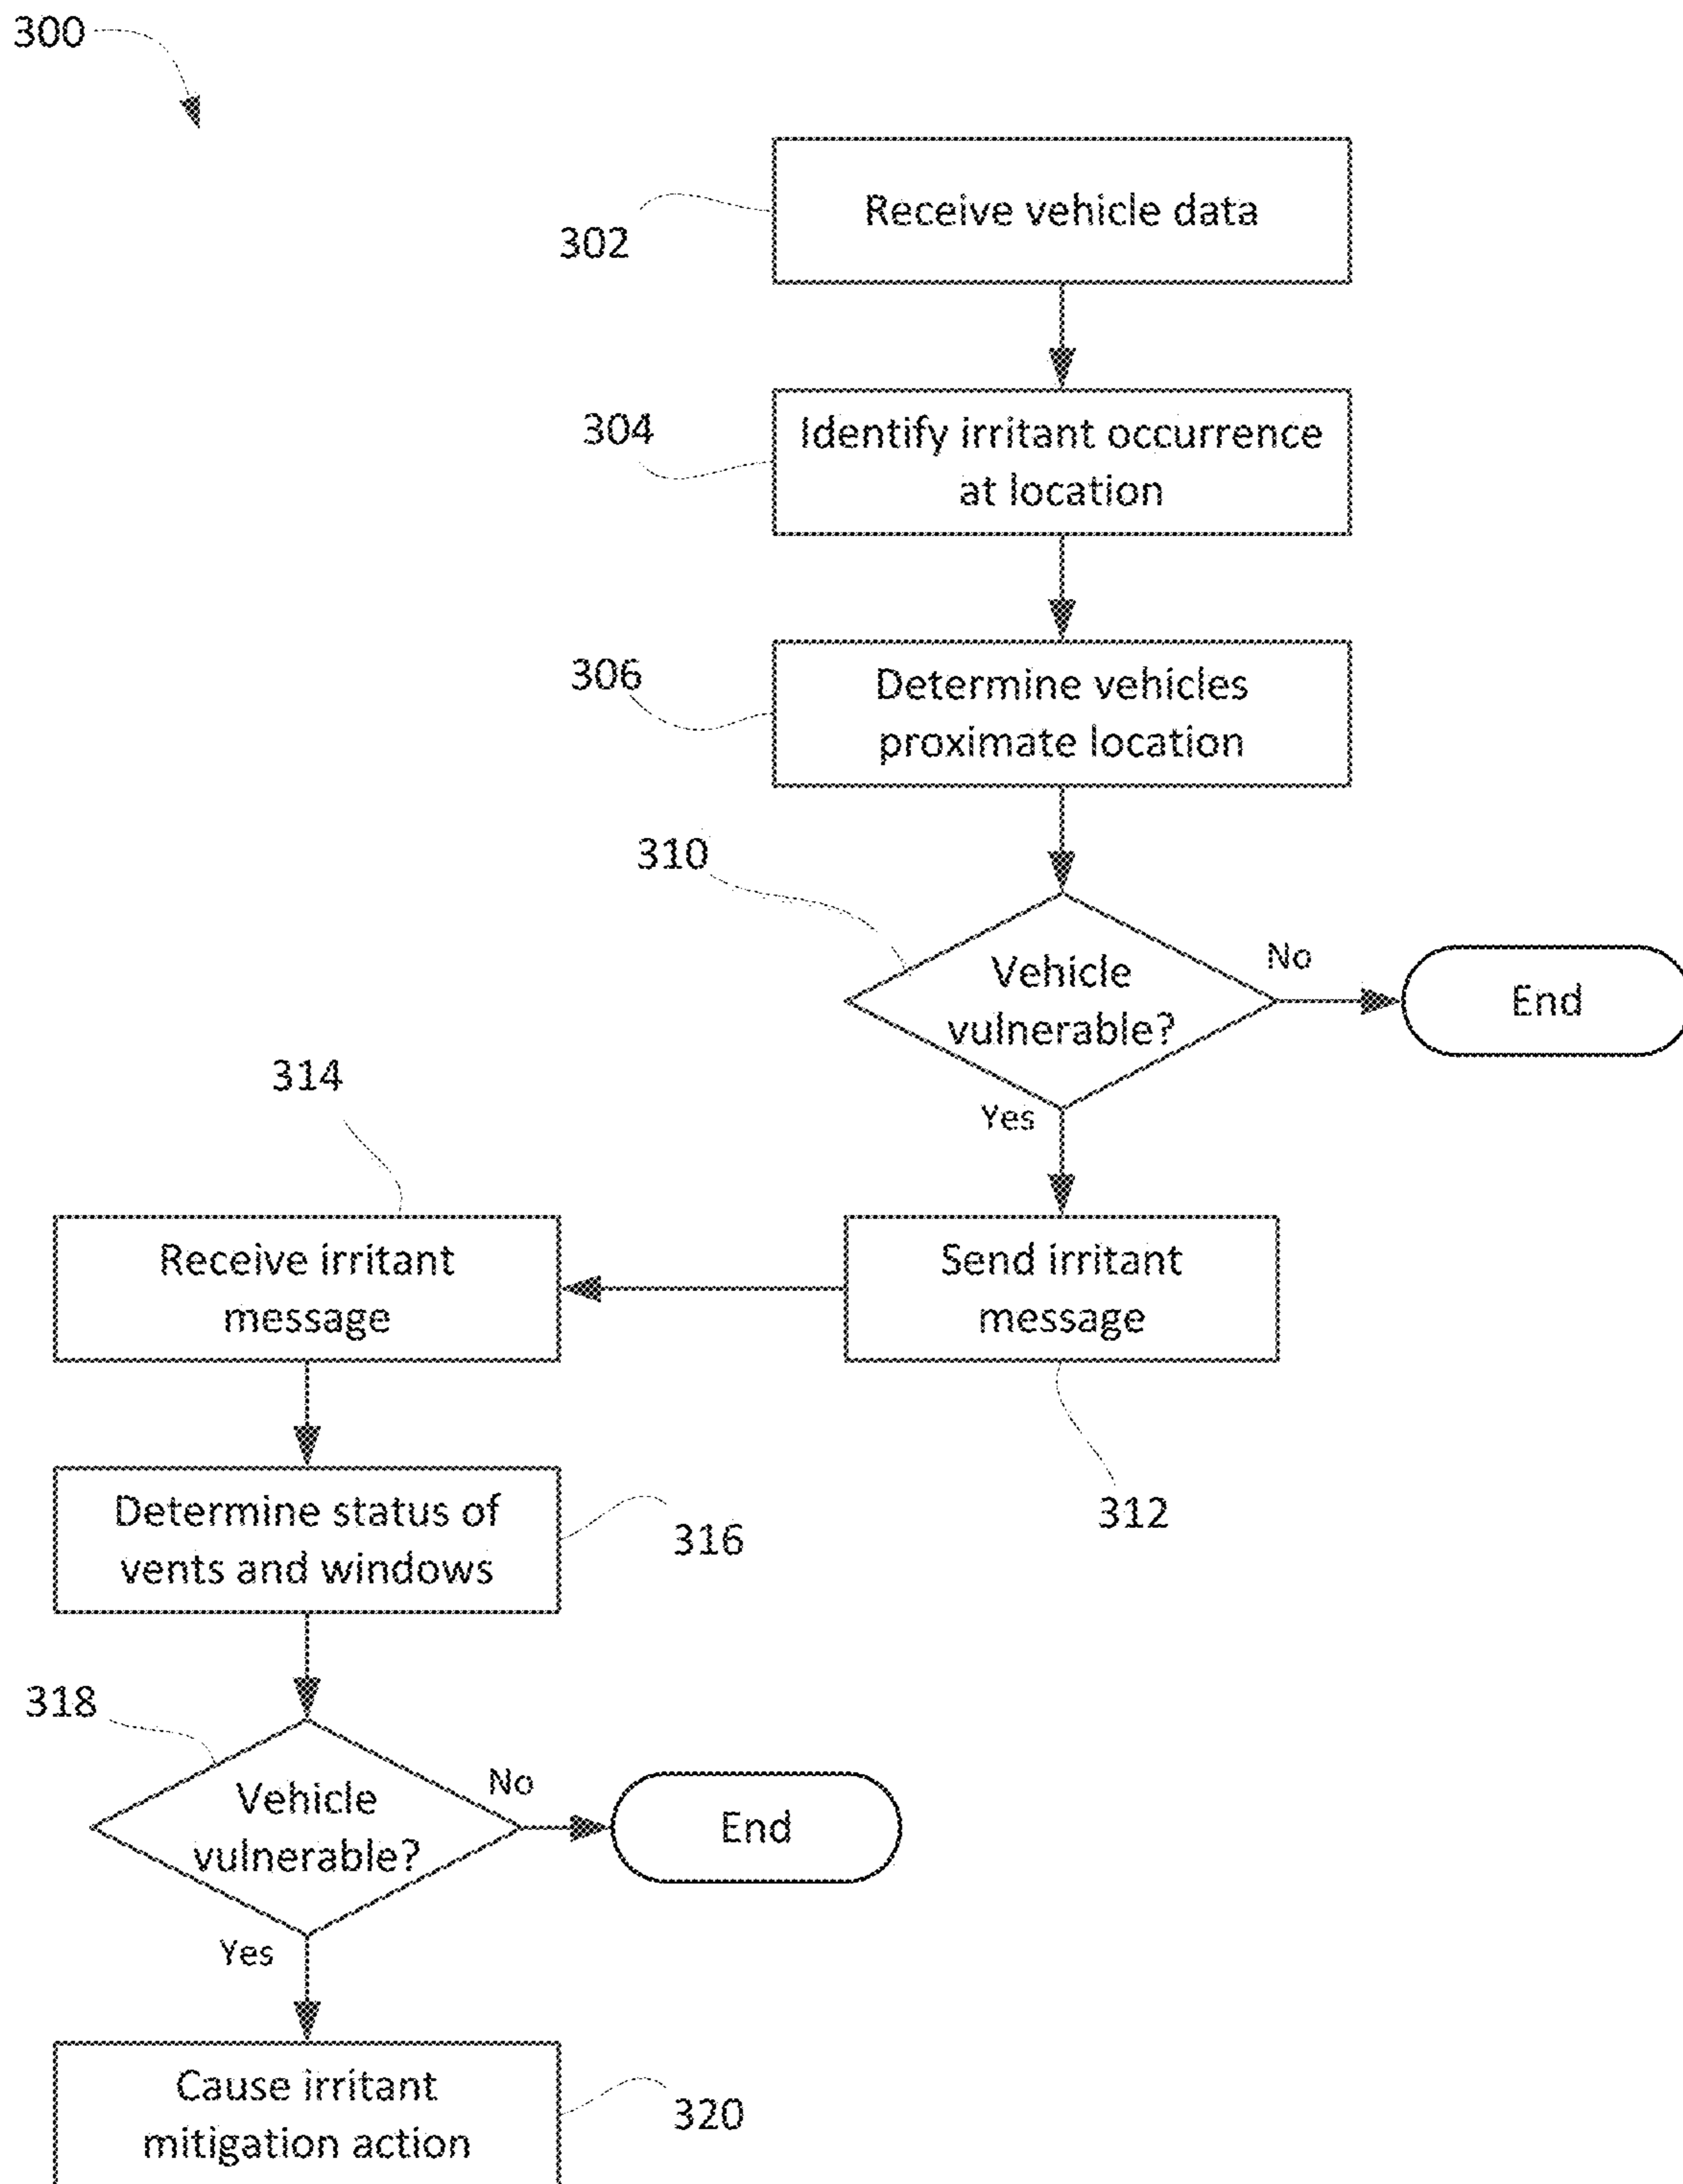 300
302
Receive vehicle data
304
Identify irritant occurrence
at location
306
Determine vehicles
proximate location
310
Vehicle
vulnerable?
No
End
Yes
314
Receive irritant
message
Send irritant
message
312
Determine status of
vents and windows
316
318
Vehicle
vulnerable?
No
End
Yes
Cause irritant
mitigation action
320